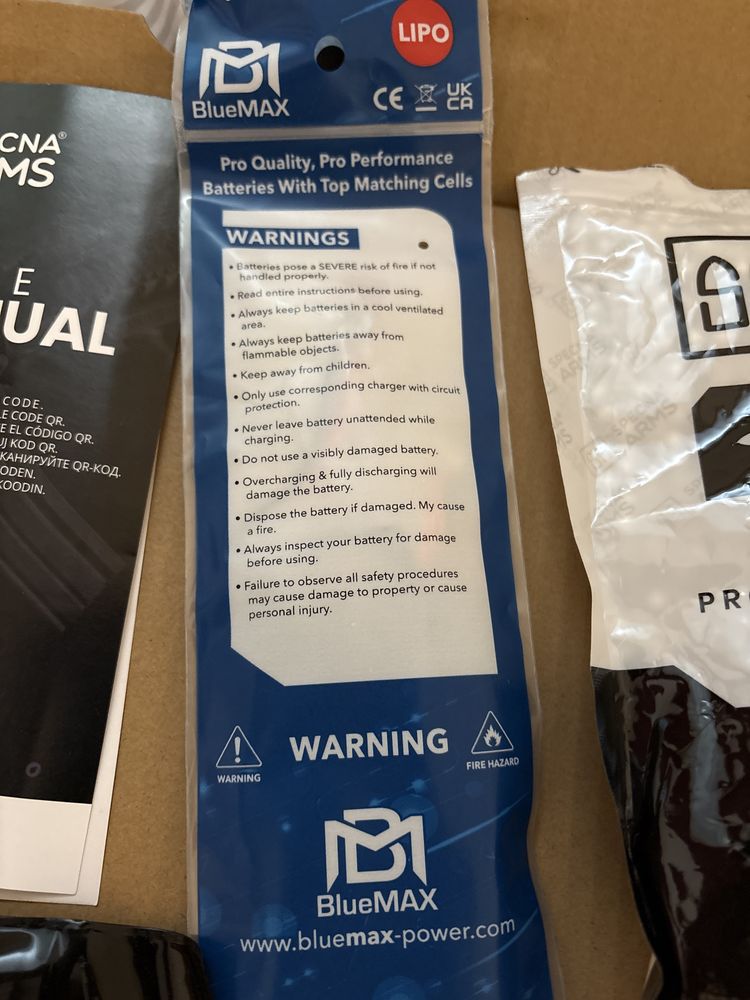 BlueMAX
LIPO
CE
UK
CA
Pro Quality, Pro Performance
Batteries With Top Matching Cells
WARNINGS
• Batteries pose a SEVERE risk of fire if not
handled properly.
• Read entire instructions before using.
• Always keep batteries in a cool ventilated
area.
• Always keep batteries away from
flammable objects.
• Keep away from children.
• Only use corresponding charger with circuit
protection.
• Never leave battery unattended while
charging.
• Do not use a visibly damaged battery.
• Overcharging & fully discharging will
damage the battery.
• Dispose the battery if damaged. My cause
a fire.
• Always inspect your battery for damage
before using.
• Failure to observe all safety procedures
may cause damage to property or cause
personal injury.
WARNING
WARNING
FIRE HAZARD
BlueMAX
www.bluemax-power.com
CNA®
MS
E
UAL
CODE.
E CODE QR.
E EL CÓDIGO QR.
UJ KOD QR.
КАНИРУЙТЕ QR-КОД.
ODEN.
KOODIN.
SPECNA
ARMS
PR